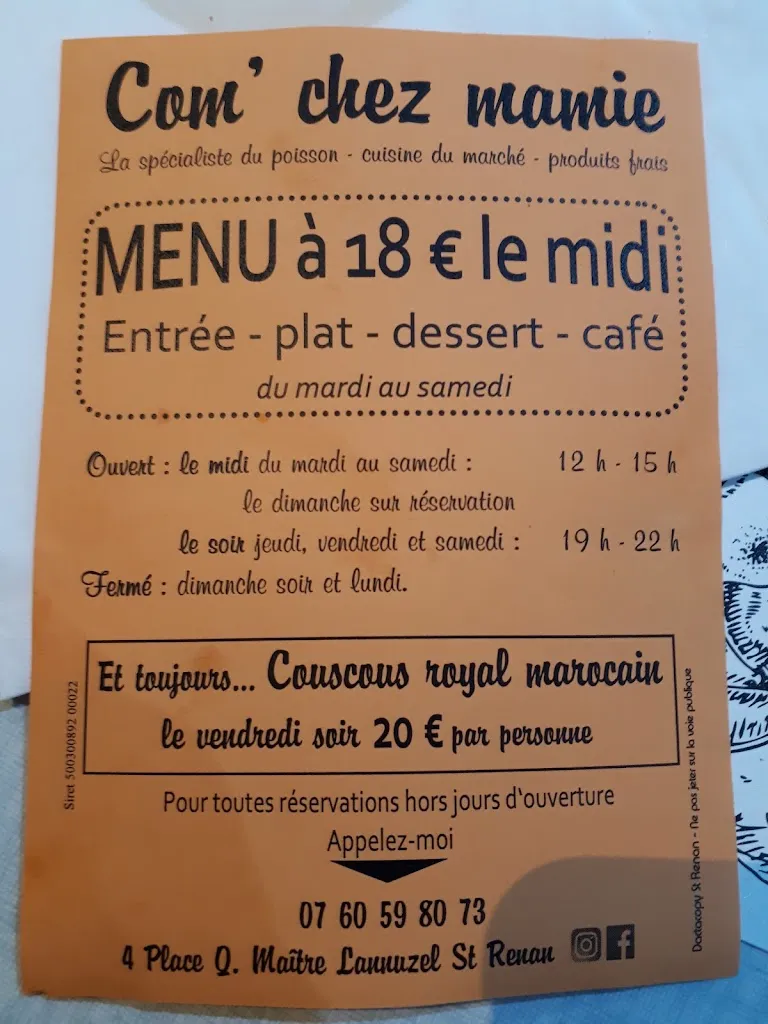 Com' chez mamie
La spécialiste du poisson - cuisine du marché - produits frais
MENU à 18 € le midi
Entrée - plat - dessert - café
du mardi au samedi
Ouvert : le midi du mardi au samedi : 12 h - 15 h
le dimanche sur réservation
le soir jeudi, vendredi et samedi : 19 h - 22 h
Fermé : dimanche soir et lundi.
Et toujours... Couscous royal marocain
le vendredi soir 20 € par personne
Pour toutes réservations hors jours d'ouverture
Appelez-moi
07 60 59 80 73
4 Place Q. Maître Lannuzel St Renan
Siret 500300892 00022
Dactocopy St Renan - Ne pas jeter sur la voie publique